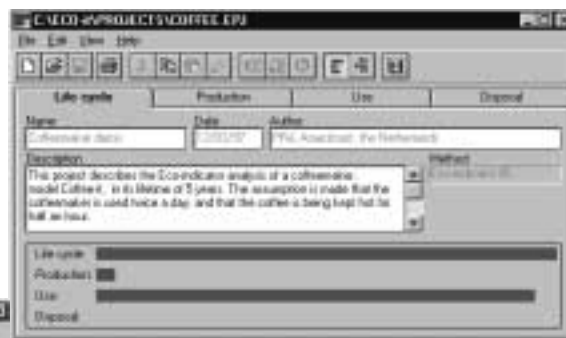 C:\ECO-it\PROJECTS\COFFEE.EPJ
File Edit View Help
Life cycle Production Use Disposal
Name Date Author
Coffeemaker demo PRé, Amersfoort, the Netherlands
Description Method
This project describes the Eco-indicator analysis of a coffeemaker,
model in its lifetime of 5 years. The assumption is made that the
coffeemaker is used twice a day, and that the coffee is being kept hot for
half an hour.
Life cycle
Production
Use
Disposal